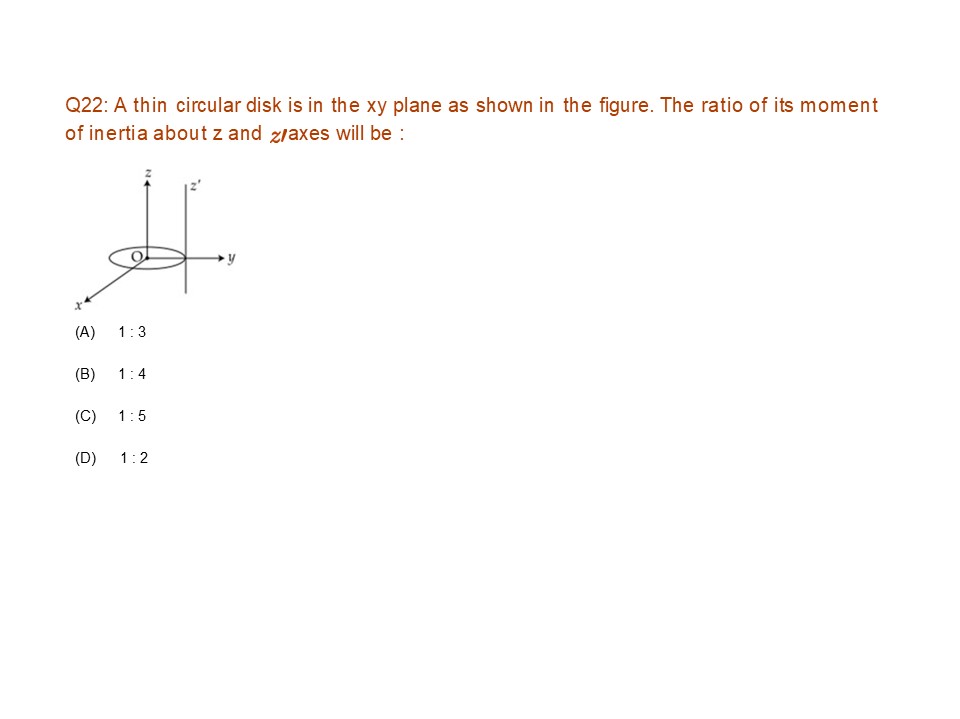 Q22: A thin circular disk is in the xy plane as shown in the figure. The ratio of its moment
of inertia about z and z/ axes will be :
z
z'
O
y
x
(A) 1 : 3
(B) 1 : 4
(C) 1 : 5
(D) 1 : 2